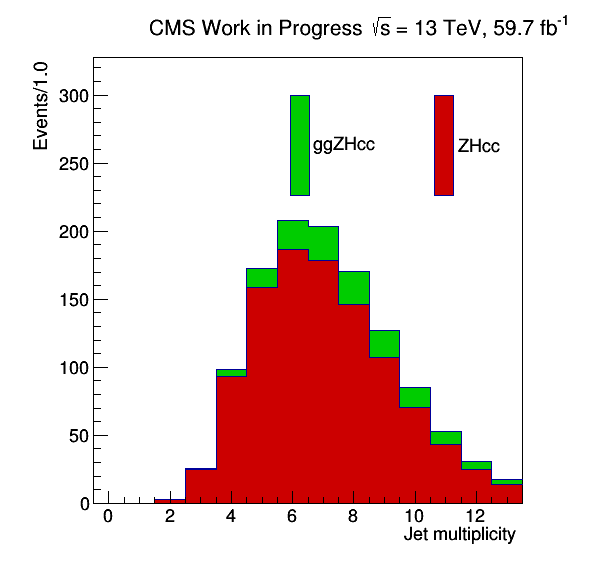 CMS Work in Progress √s = 13 TeV, 59.7 fb⁻¹
Events/1.0
300
250
200
150
100
50
0
ggZHcc
ZHcc
0 2 4 6 8 10 12
Jet multiplicity